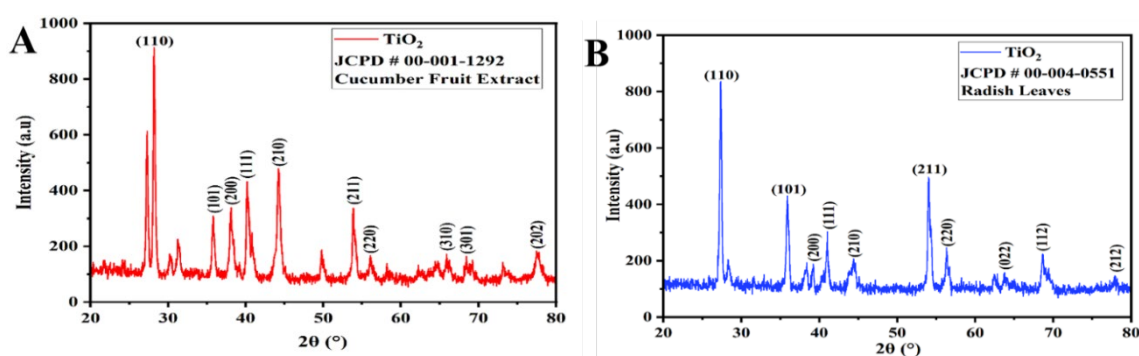 A
1000
800
600
400
200
0
Intensity (a.u)
20 30 40 50 60 70 80
2θ (°)
TiO₂
JCPD # 00-001-1292
Cucumber Fruit Extract
(110)
(101)
(200)
(111)
(210)
(211)
(220)
(310)
(301)
(202)
B
1000
800
600
400
200
0
Intensity (a.u)
20 30 40 50 60 70 80
2θ (°)
TiO₂
JCPD # 00-004-0551
Radish Leaves
(110)
(101)
(200)
(111)
(210)
(211)
(220)
(022)
(112)
(212)